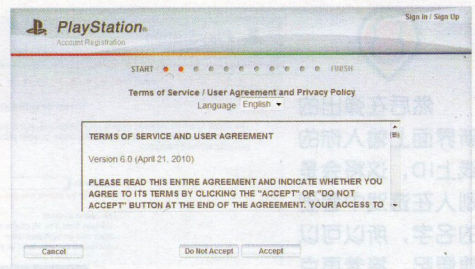 PlayStation®
Account Registration
Sign In / Sign Up
START FINISH
Terms of Service / User Agreement and Privacy Policy
Language English
TERMS OF SERVICE AND USER AGREEMENT
Version 6.0 (April 21, 2010)
PLEASE READ THIS ENTIRE AGREEMENT AND INDICATE WHETHER YOU
AGREE TO ITS TERMS BY CLICKING THE "ACCEPT" OR "DO NOT
ACCEPT" BUTTON AT THE END OF THE AGREEMENT. YOUR ACCESS TO
Cancel Do Not Accept Accept